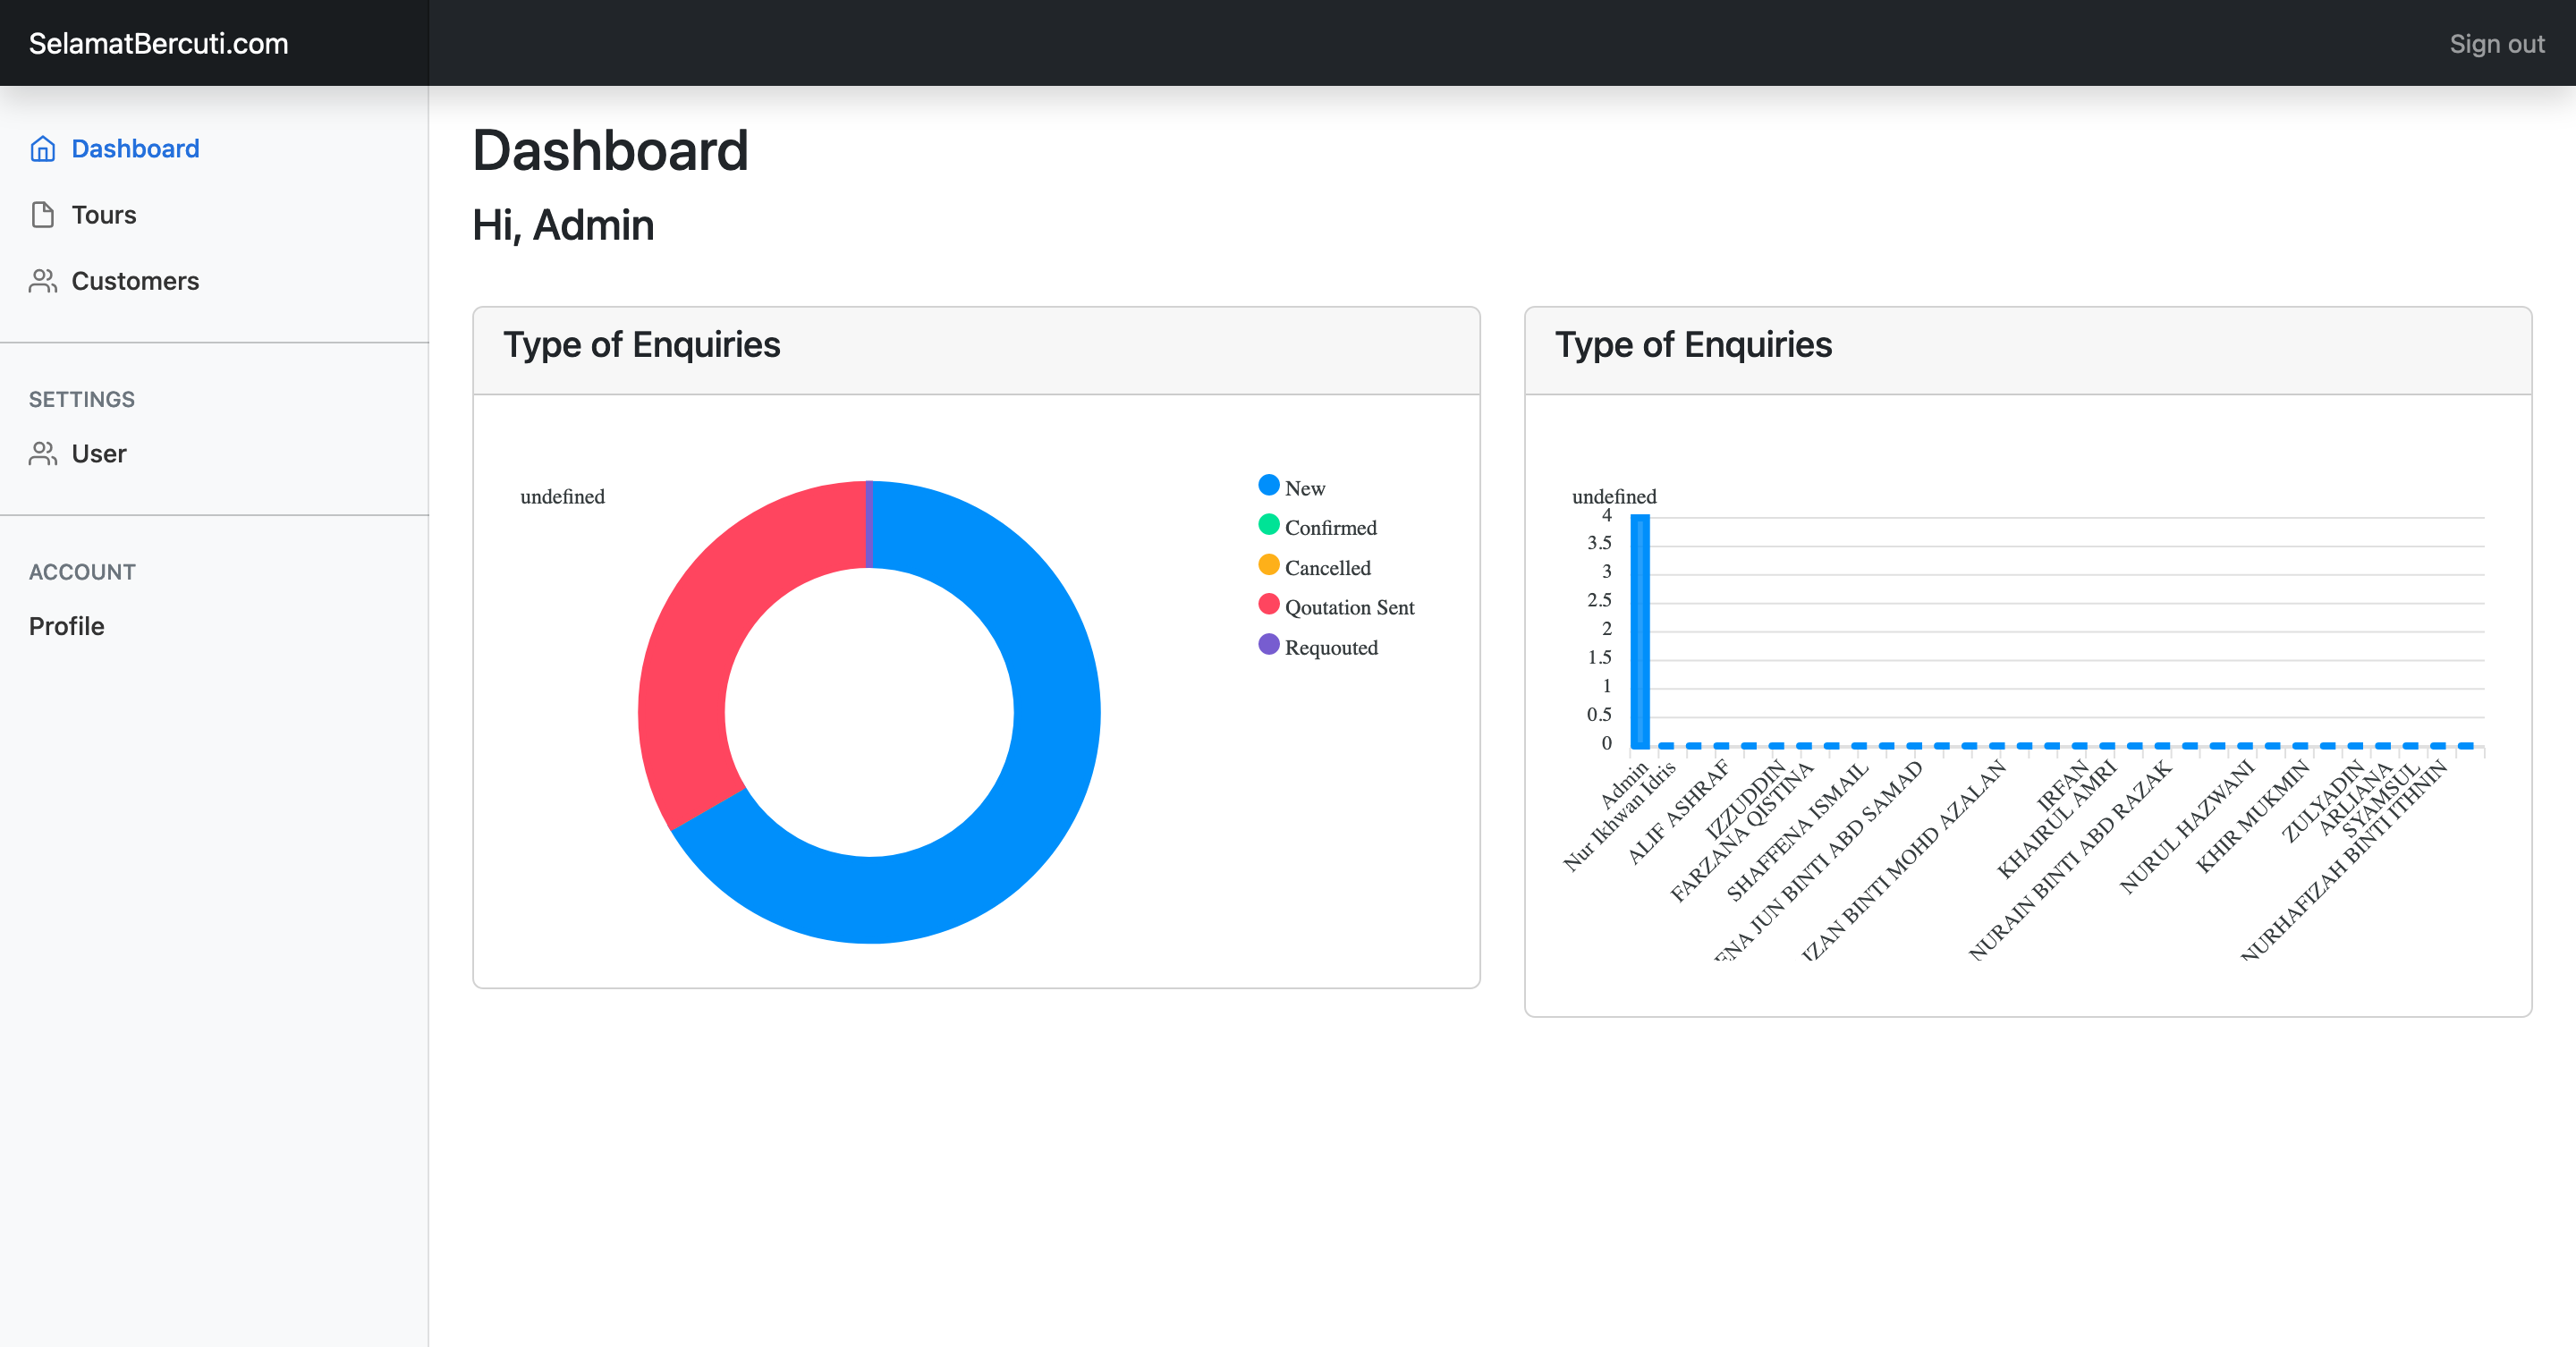 SelamatBercuti.com
Sign out
Dashboard
Tours
Customers
SETTINGS
User
ACCOUNT
Profile
Dashboard
Hi, Admin
Type of Enquiries
undefined
New
Confirmed
Cancelled
Qoutation Sent
Requouted
Type of Enquiries
undefined
4
3.5
3
2.5
2
1.5
1
0.5
0
Admin
Nur Ikhwan Idris
ALIF ASHRAF
IZZUDDIN
FARZANA QISTINA
SHAFFENA ISMAIL
ENA JUN BINTI ABD SAMAD
IZAN BINTI MOHD AZALAN
IRFAN
KHAIRUL AMRI
NURAIN BINTI ABD RAZAK
NURUL HAZWANI
KHIR MUKMIN
ZULYADIN
ARLIANA
SYAMSUL
NURHAFIZAH BINTI ITHNIN